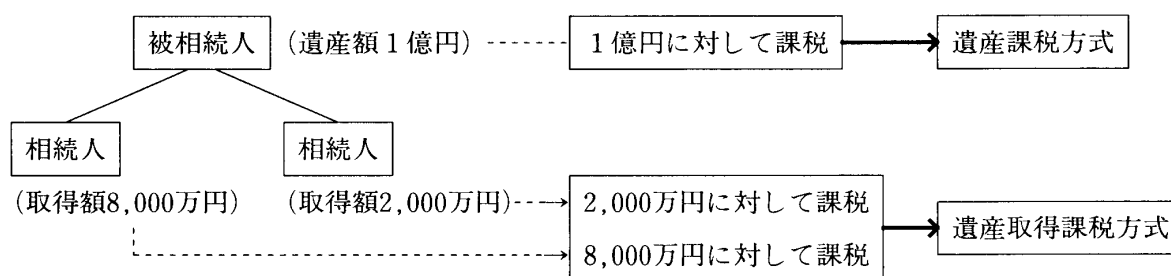 被相続人 (遺産額1億円) 1億円に対して課税 遺産課税方式
相続人 相続人
(取得額8,000万円) (取得額2,000万円) 2,000万円に対して課税
8,000万円に対して課税
遺産取得課税方式